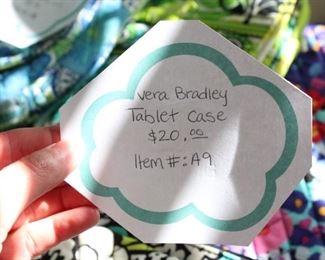 vera Bradley
Tablet case
$20.00
Item #: A9